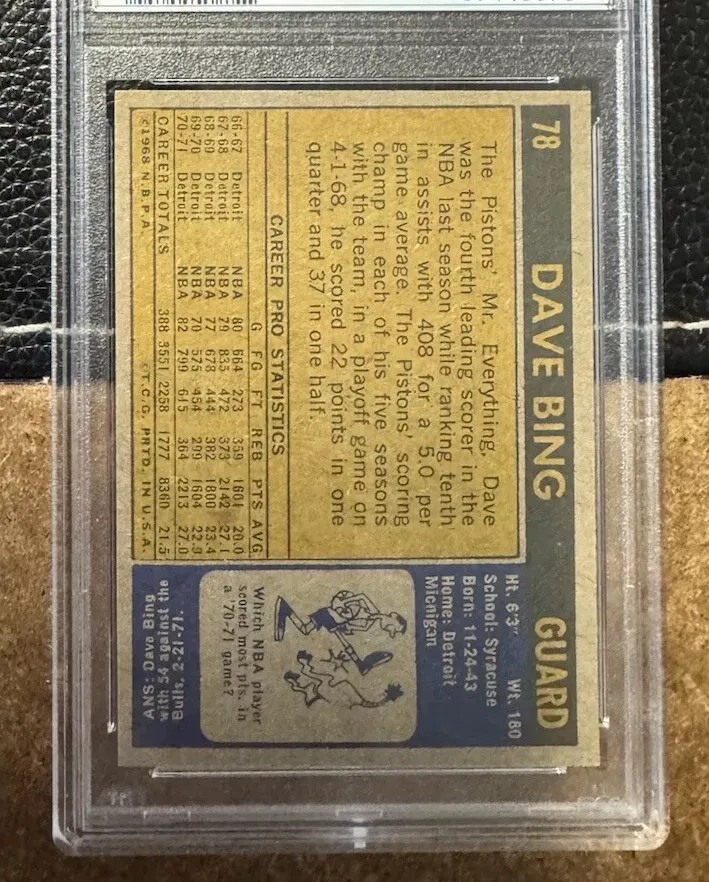 78 DAVE BING GUARD
The Pistons' Mr. Everything, Dave
was the fourth leading scorer in the
NBA last season while ranking tenth
in assists with 408 for a 5.0 per
game average. The Pistons' scoring
champ in each of his five seasons
with the team, in a playoff game on
4-1-68, he scored 22 points in one
quarter and 37 in one half.
CAREER PRO STATISTICS
G FG FT REB PTS AVG
66-67 Detroit NBA 80 664 273 359 1601 20.0
67-68 Detroit NBA 79 835 472 373 2142 27.1
68-69 Detroit NBA 77 678 444 382 1800 23.4
69-70 Detroit NBA 70 575 454 299 1604 22.9
70-71 Detroit NBA 82 799 615 364 2213 27.0
CAREER TOTALS 388 3551 2258 1777 8360 21.5
©1968 N.B.P.A. ©T.C.G. PRTD. IN U.S.A.
Ht. 6'3" Wt. 180
School: Syracuse
Born: 11-24-43
Home: Detroit
Michigan
Which NBA player
scored most pts. in
a '70-71 game?
ANS: Dave Bing
with 54 against the
Bulls, 2-21-71.